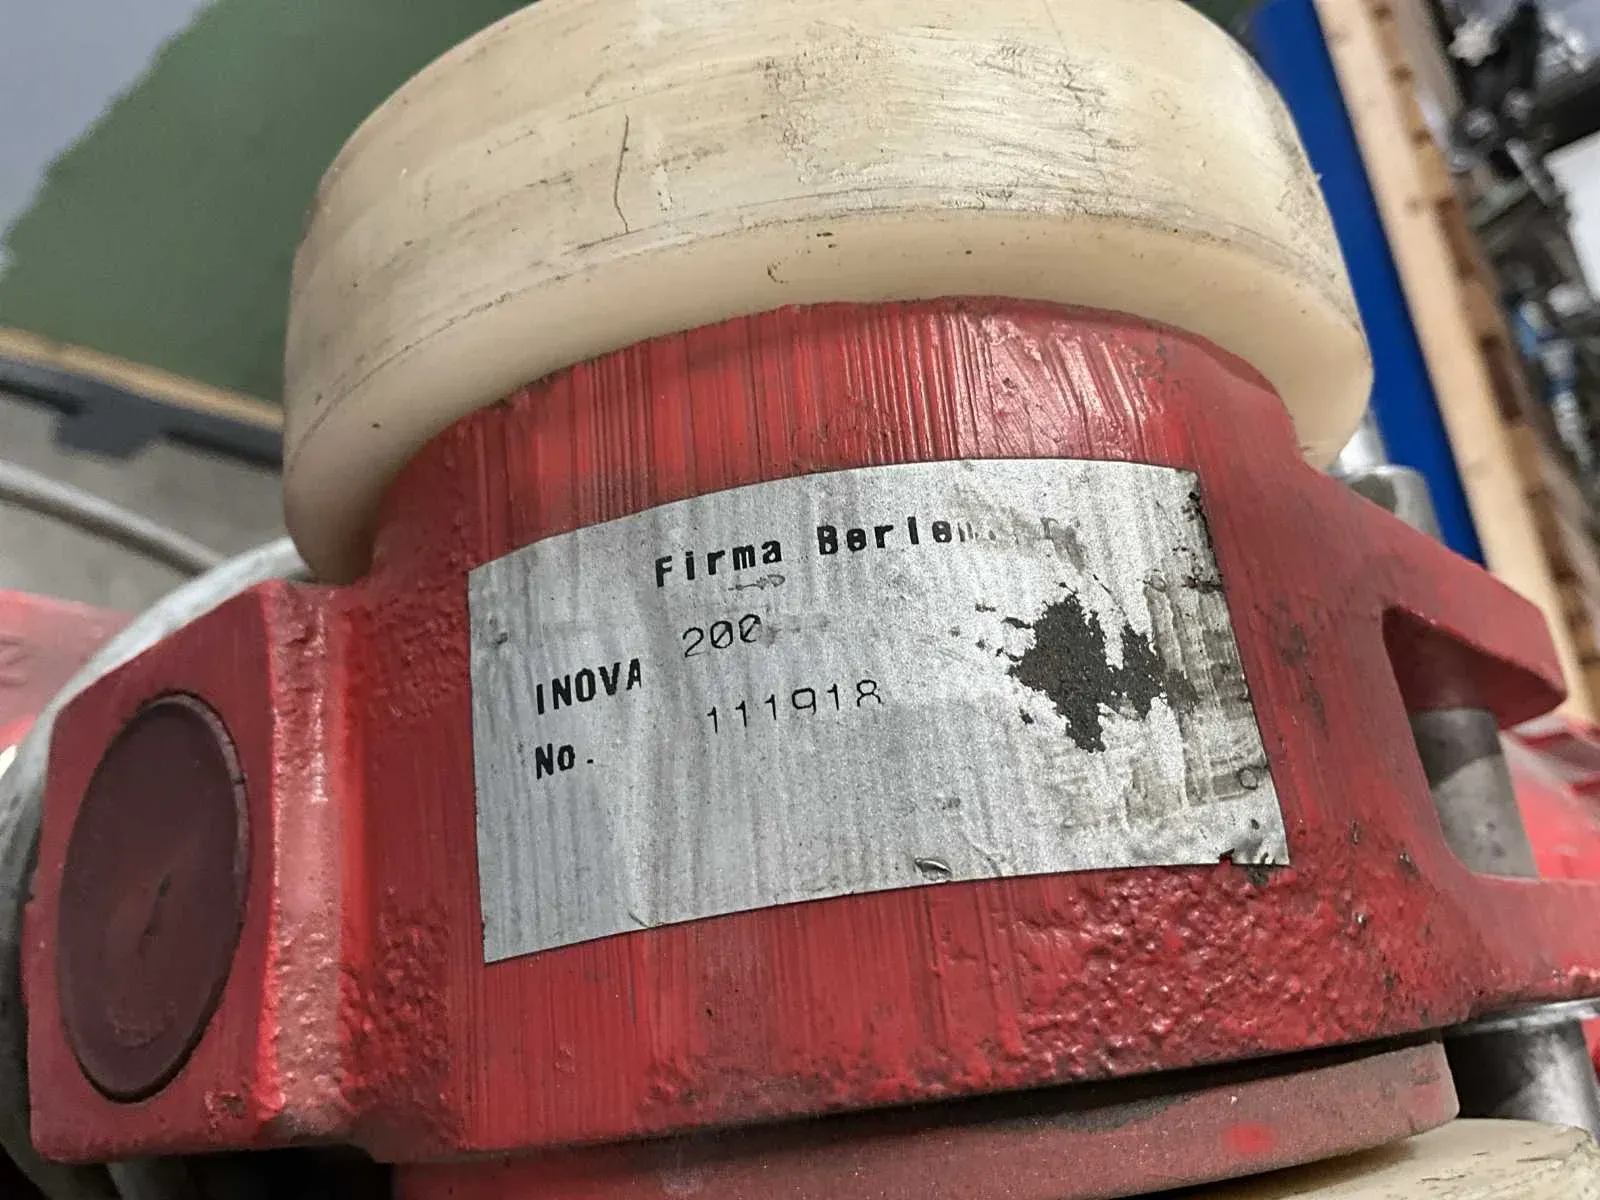 Firma
INOVA 200
No. 111918